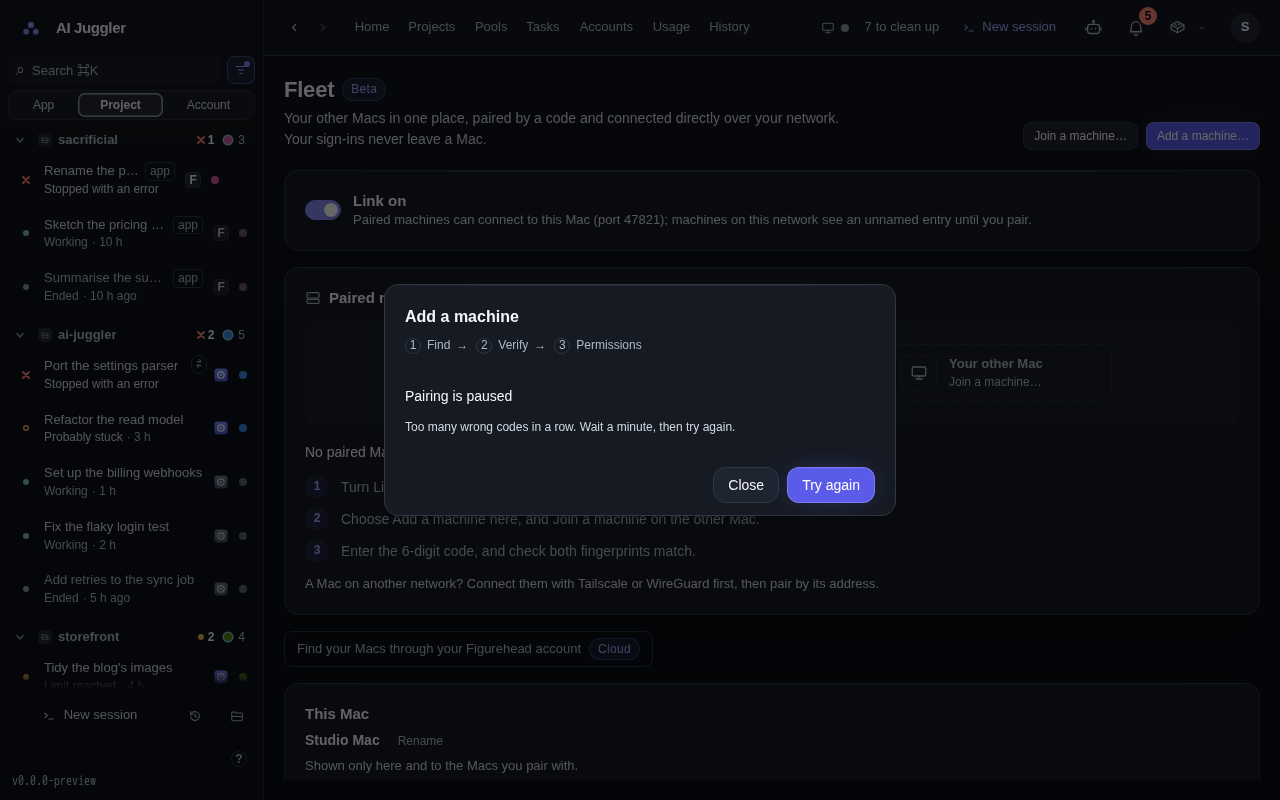 AI Juggler
Home Projects Pools Tasks Accounts Usage History
7 to clean up
New session
5
S
Search ⌘K
App Project Account
sacrificial 1 3
Rename the p… app F
Stopped with an error
Sketch the pricing … app F
Working · 10 h
Summarise the su… app F
Ended · 10 h ago
ai-juggler 2 5
Port the settings parser
Stopped with an error
Refactor the read model
Probably stuck · 3 h
Set up the billing webhooks
Working · 1 h
Fix the flaky login test
Working · 2 h
Add retries to the sync job
Ended · 5 h ago
storefront 2 4
Tidy the blog's images
Limit reached · 4 h
New session
?
v0.0.0-preview
Fleet Beta
Your other Macs in one place, paired by a code and connected directly over your network.
Your sign-ins never leave a Mac.
Join a machine… Add a machine…
Link on
Paired machines can connect to this Mac (port 47821); machines on this network see an unnamed entry until you pair.
Paired
Your other Mac
Join a machine…
Add a machine
1 Find → 2 Verify → 3 Permissions
Pairing is paused
Too many wrong codes in a row. Wait a minute, then try again.
Close Try again
No paired
1 Turn
2 Choose Add a machine here, and Join a machine on the other Mac.
3 Enter the 6-digit code, and check both fingerprints match.
A Mac on another network? Connect them with Tailscale or WireGuard first, then pair by its address.
Find your Macs through your Figurehead account Cloud
This Mac
Studio Mac Rename
Shown only here and to the Macs you pair with.